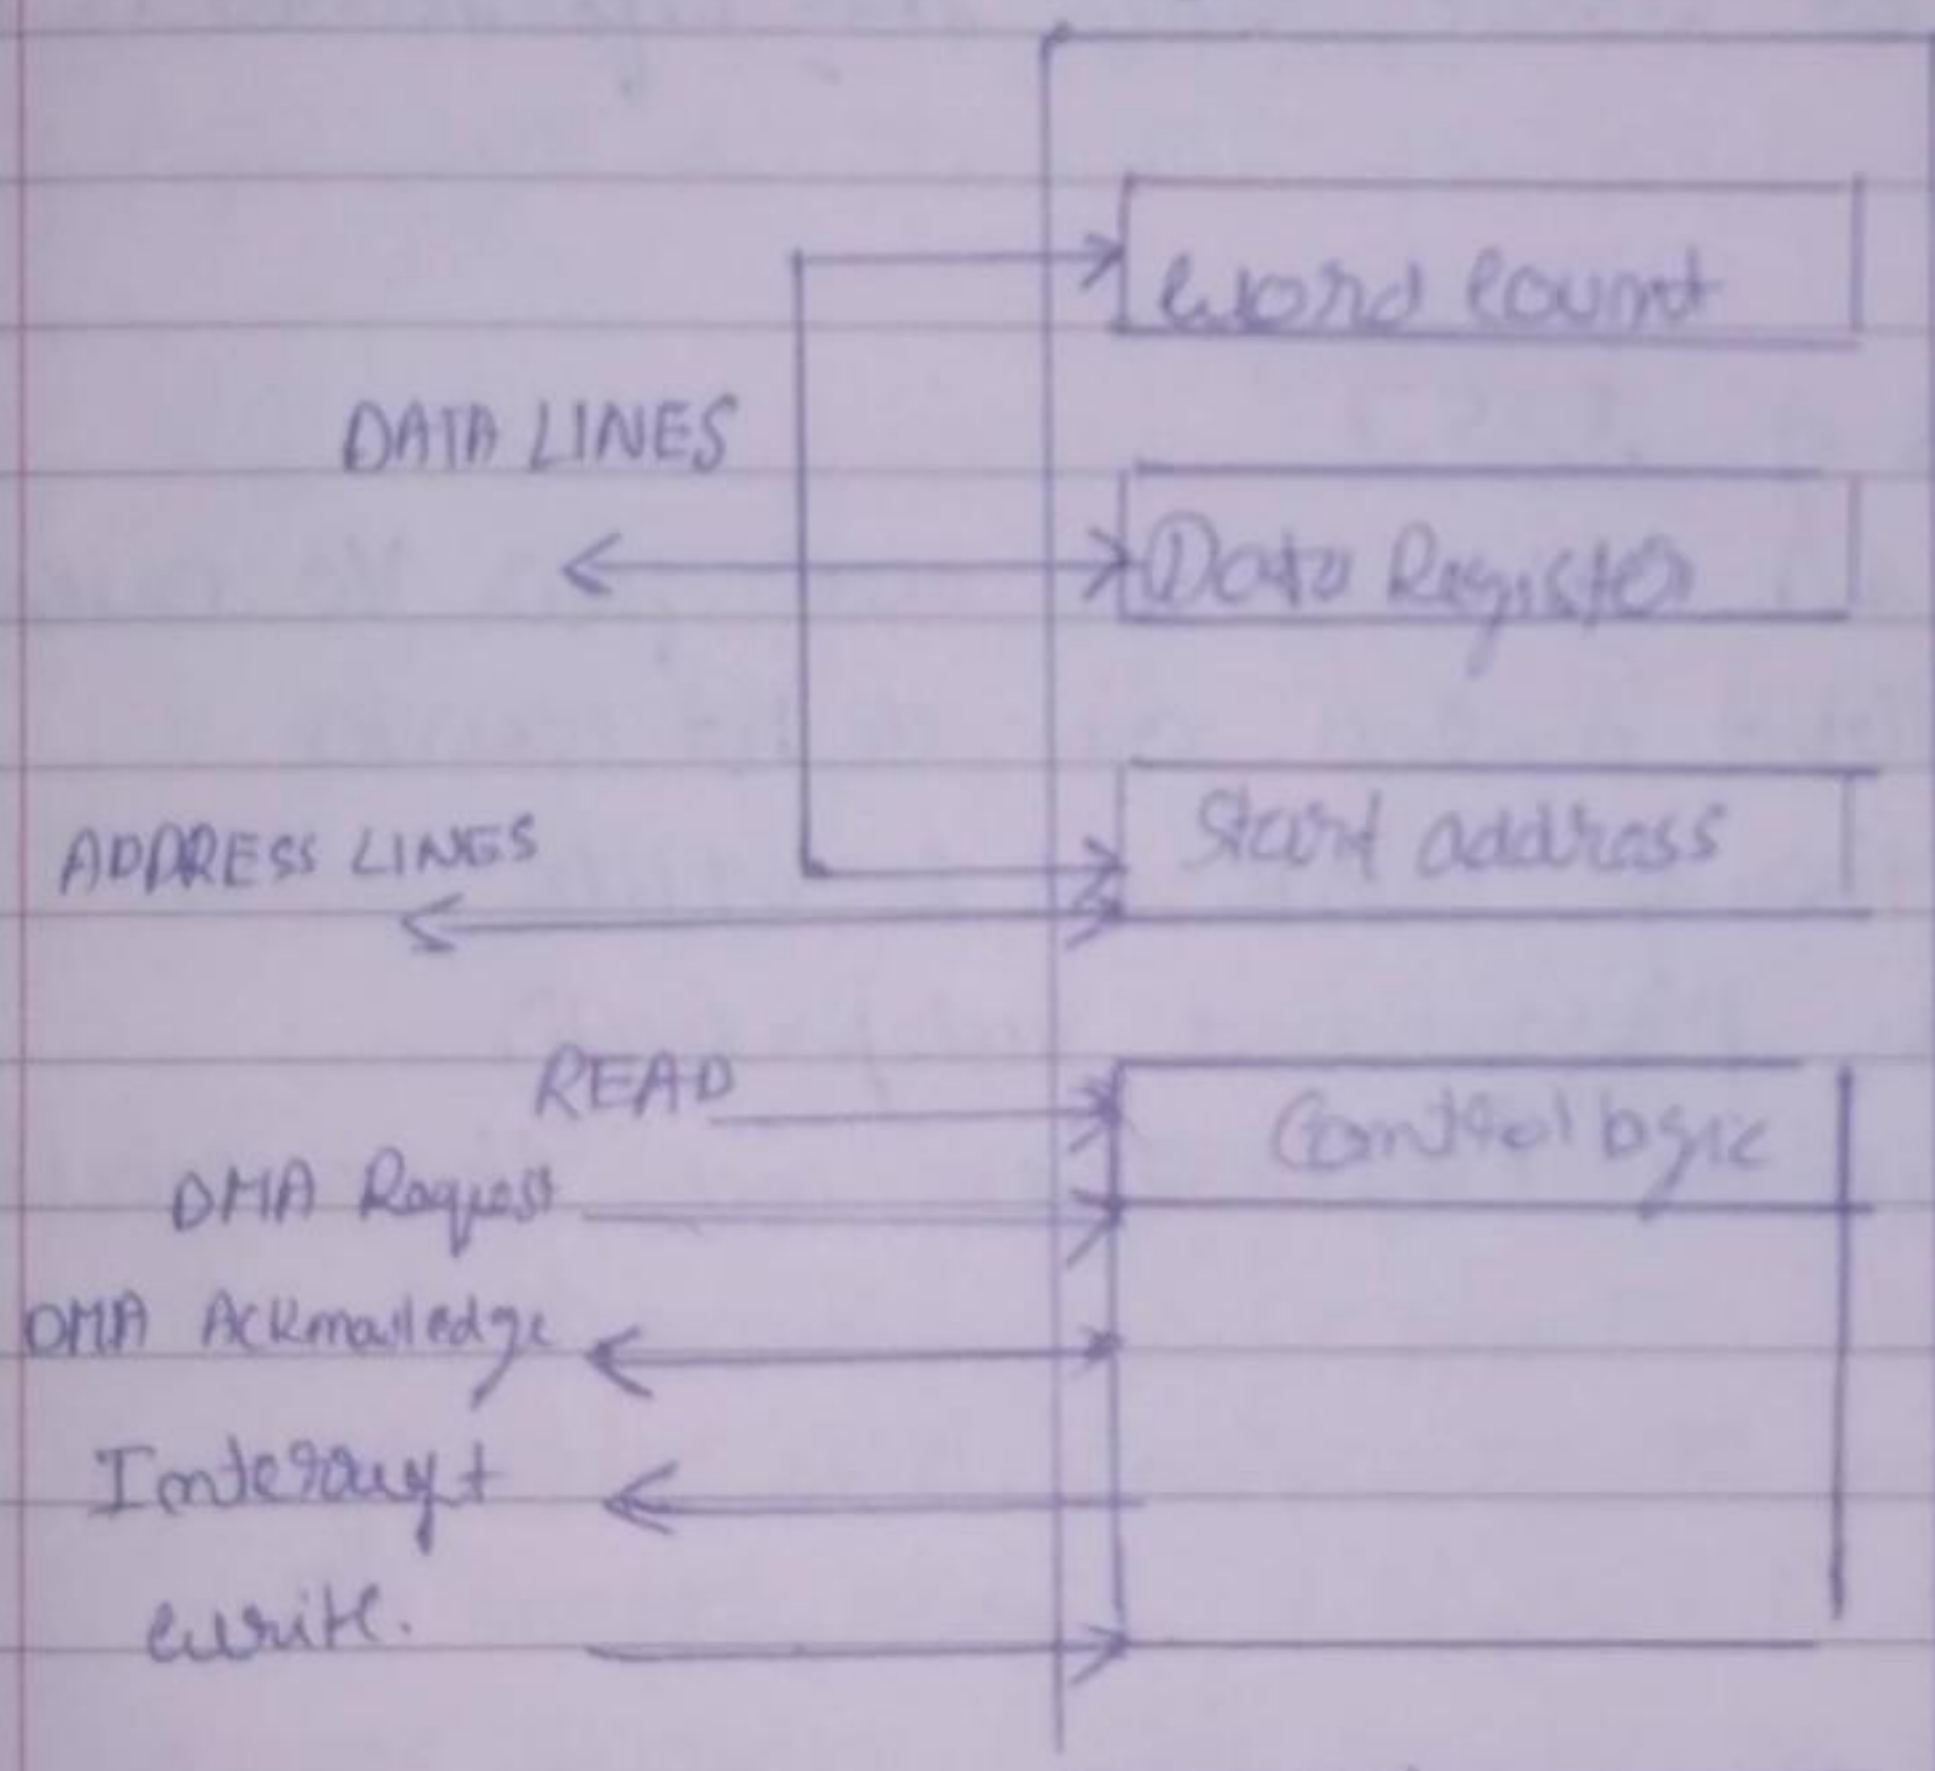 Word Count
DATA LINES
Data Register
Start address
ADDRESS LINES
READ
Control logic
DMA Request
DMA Acknowledge
Interrupt
write.